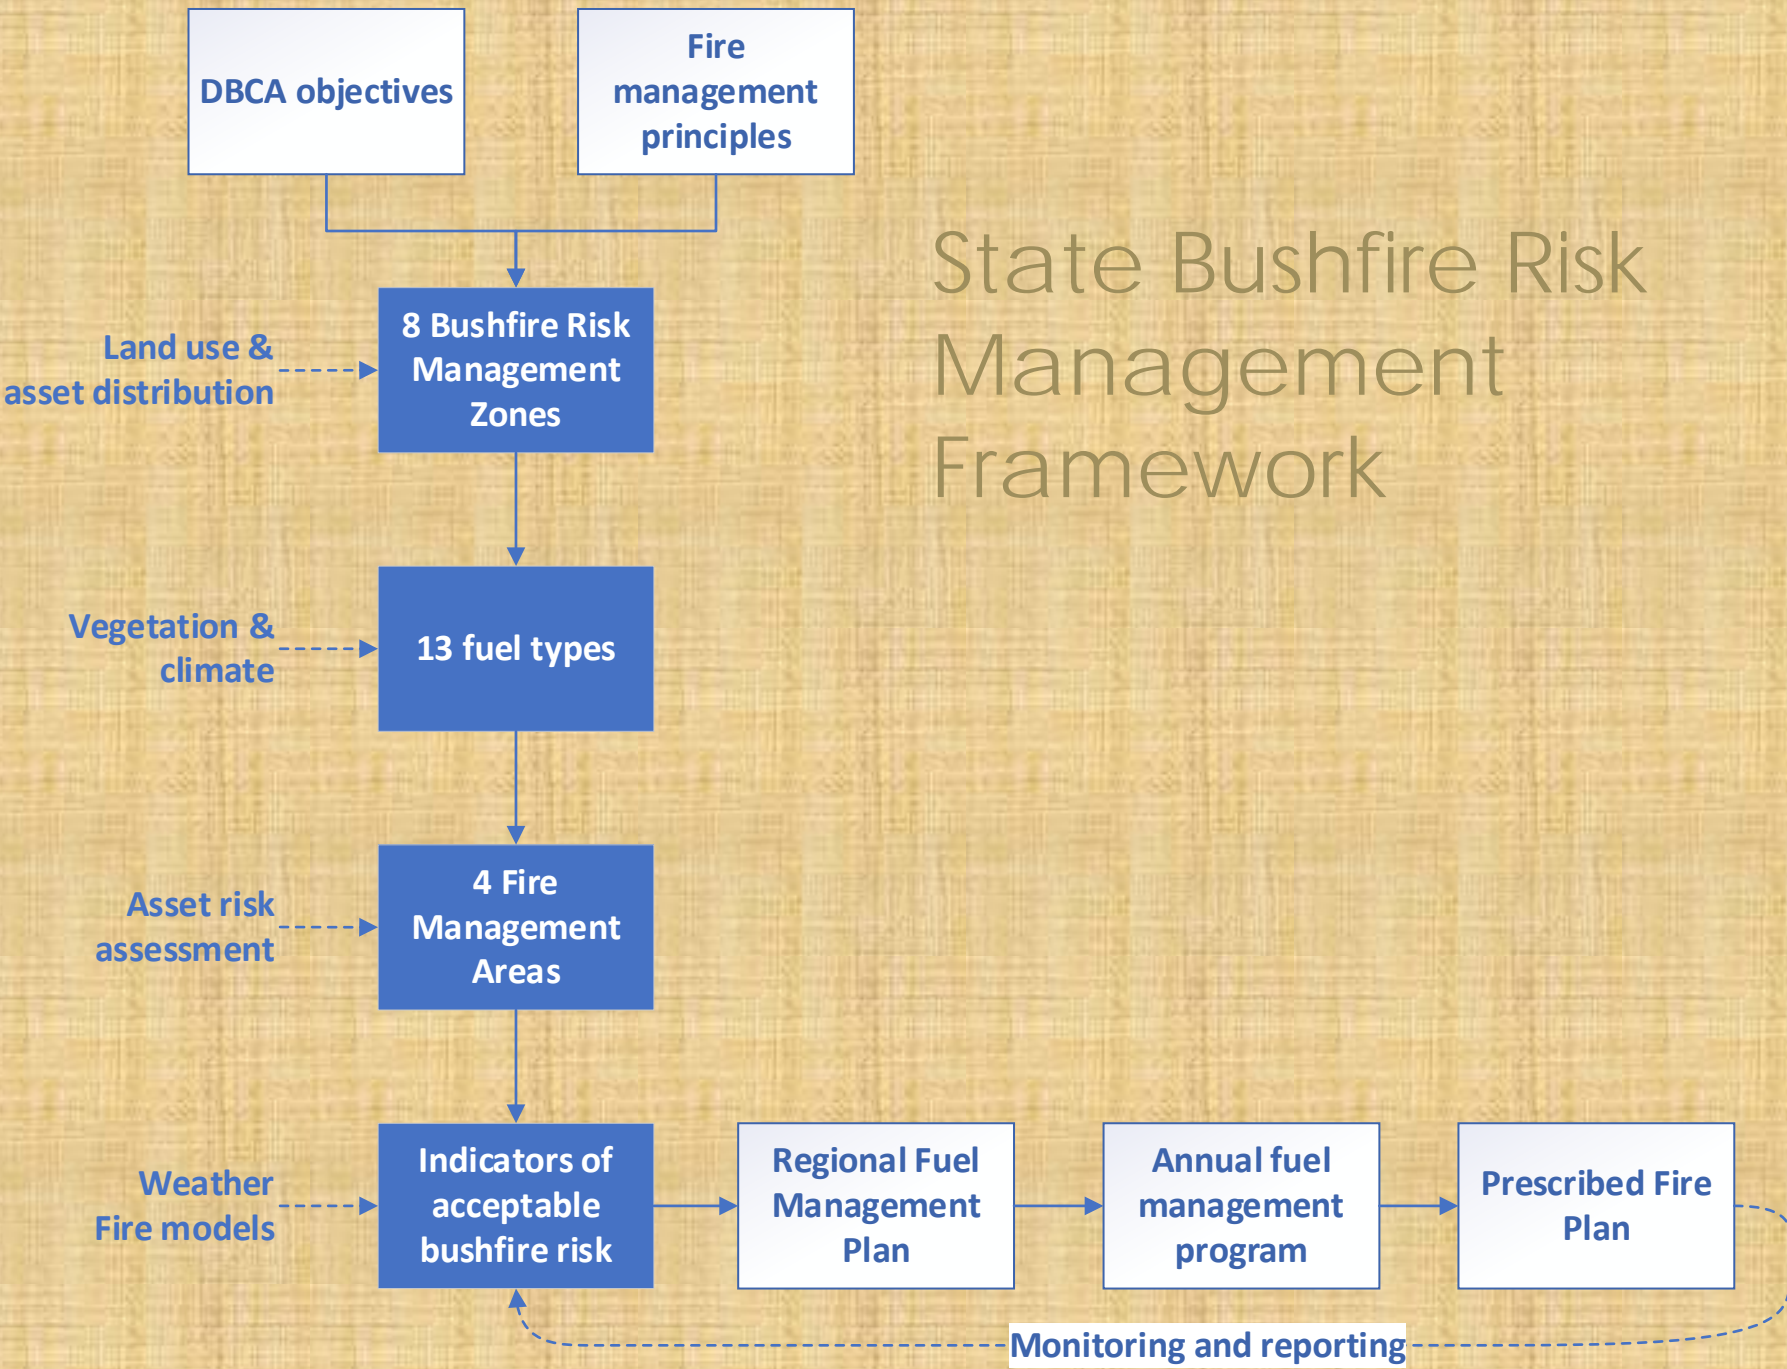 DBCA objectives
Fire
management
principles
State Bushfire Risk
Management
Framework
Land use &
asset distribution
8 Bushfire Risk
Management
Zones
Vegetation &
climate
13 fuel types
Asset risk
assessment
4 Fire
Management
Areas
Weather
Fire models
Indicators of
acceptable
bushfire risk
Regional Fuel
Management
Plan
Annual fuel
management
program
Prescribed Fire
Plan
Monitoring and reporting